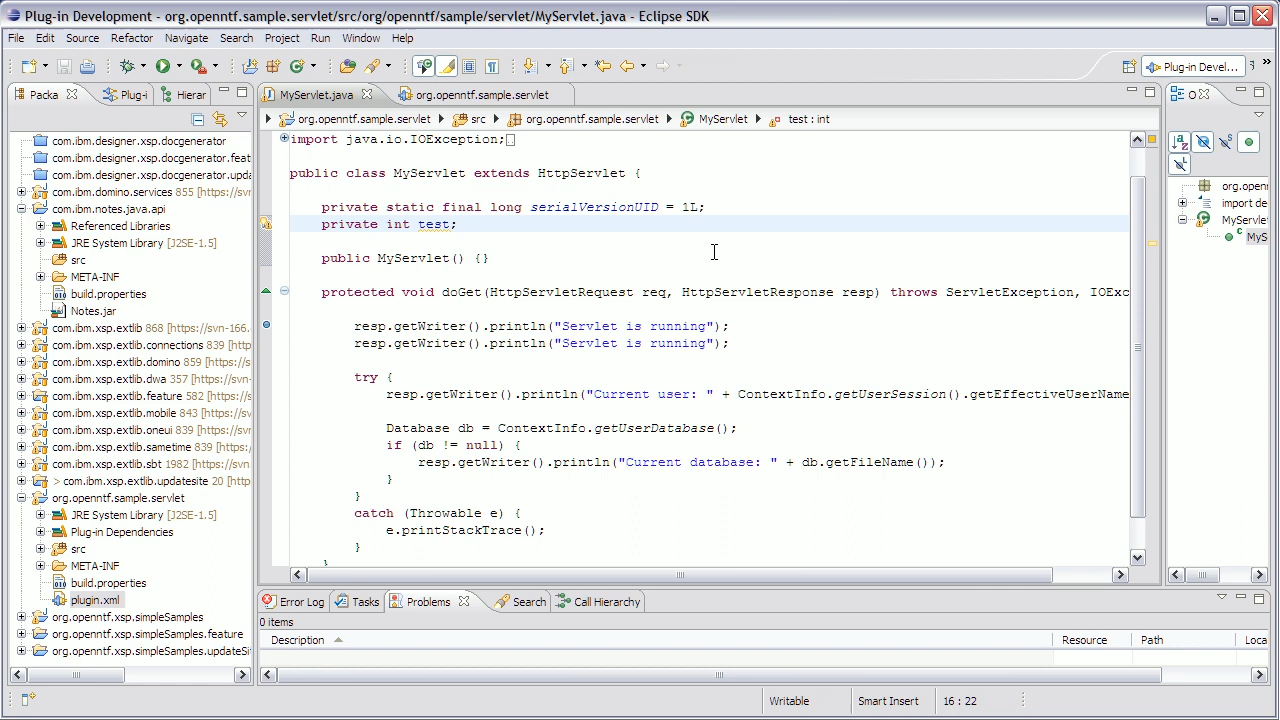 Plug-in Development - org.openntf.sample.servlet/src/org/openntf/sample/servlet/MyServlet.java - Eclipse SDK
File Edit Source Refactor Navigate Search Project Run Window Help
Plug-in Devel...
Packa Plug-i Hierar
MyServlet.java org.openntf.sample.servlet
O
org.openntf.sample.servlet src org.openntf.sample.servlet MyServlet test : int
com.ibm.designer.xsp.docgenerator
com.ibm.designer.xsp.docgenerator.feat
com.ibm.designer.xsp.docgenerator.upda
com.ibm.domino.services 855 [https://svn
com.ibm.notes.java.api
Referenced Libraries
JRE System Library [J2SE-1.5]
src
META-INF
build.properties
Notes.jar
com.ibm.xsp.extlib 868 [https://svn-166.
com.ibm.xsp.extlib.connections 839 [http
com.ibm.xsp.extlib.domino 859 [https://s
com.ibm.xsp.extlib.dwa 357 [https://svn-
com.ibm.xsp.extlib.feature 582 [https://s
com.ibm.xsp.extlib.mobile 843 [https://sv
com.ibm.xsp.extlib.oneui 839 [https://svn
com.ibm.xsp.extlib.sametime 839 [https:/
com.ibm.xsp.extlib.sbt 1982 [https://svn
> com.ibm.xsp.extlib.updatesite 20 [http
org.openntf.sample.servlet
JRE System Library [J2SE-1.5]
Plug-in Dependencies
src
META-INF
build.properties
plugin.xml
org.openntf.xsp.simpleSamples
org.openntf.xsp.simpleSamples.feature
org.openntf.xsp.simpleSamples.updateSi
import java.io.IOException;
public class MyServlet extends HttpServlet {
private static final long serialVersionUID = 1L;
private int test;
public MyServlet() {}
protected void doGet(HttpServletRequest req, HttpServletResponse resp) throws ServletException, IOExc
resp.getWriter().println("Servlet is running");
resp.getWriter().println("Servlet is running");
try {
resp.getWriter().println("Current user: " + ContextInfo.getUserSession().getEffectiveUserName
Database db = ContextInfo.getUserDatabase();
if (db != null) {
resp.getWriter().println("Current database: " + db.getFileName());
}
}
catch (Throwable e) {
e.printStackTrace();
}
}
org.openn
import de
MyServlet
MyS
Error Log Tasks Problems Search Call Hierarchy
0 items
Description Resource Path Loca
Writable Smart Insert 16 : 22